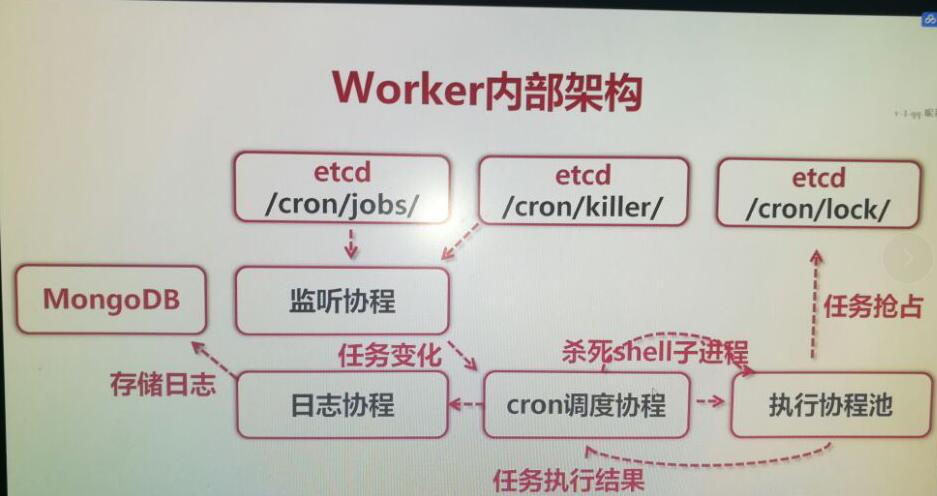 Worker内部架构
etcd
/cron/jobs/
etcd
/cron/killer/
etcd
/cron/lock/
MongoDB
监听协程
任务抢占
任务变化
杀死shell子进程
存储日志
日志协程
cron调度协程
执行协程池
任务执行结果